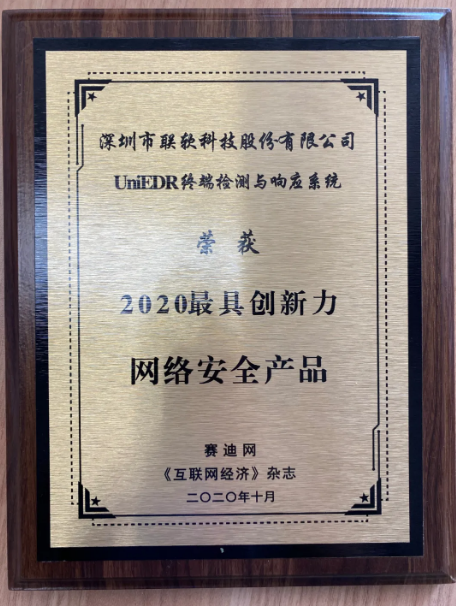 深圳市联软科技股份有限公司
UniEDR终端检测与响应系统
荣获
2020最具创新力
网络安全产品
赛迪网
《互联网经济》杂志
二〇二〇年十月